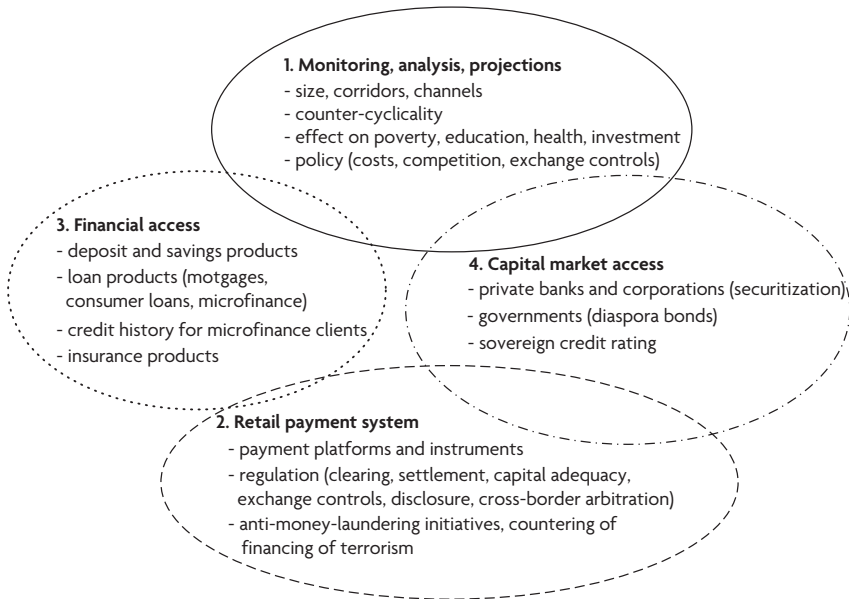 1. Monitoring, analysis, projections
- size, corridors, channels
- counter-cyclicality
- effect on poverty, education, health, investment
- policy (costs, competition, exchange controls)
3. Financial access
- deposit and savings products
- loan products (motgages,
consumer loans, microfinance)
- credit history for microfinance clients
- insurance products
4. Capital market access
- private banks and corporations (securitization)
- governments (diaspora bonds)
- sovereign credit rating
2. Retail payment system
- payment platforms and instruments
- regulation (clearing, settlement, capital adequacy,
exchange controls, disclosure, cross-border arbitration)
- anti-money-laundering initiatives, countering of
financing of terrorism